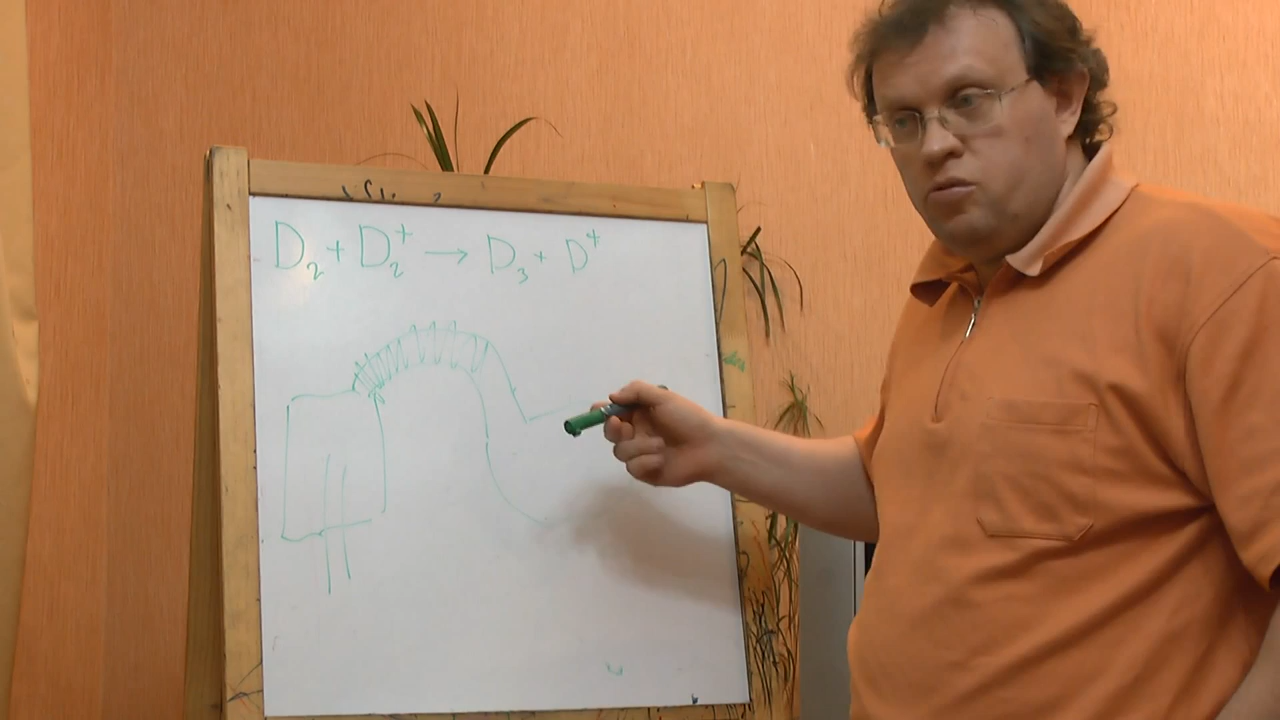 D₂ + D₂⁺ → D₃ + D⁺